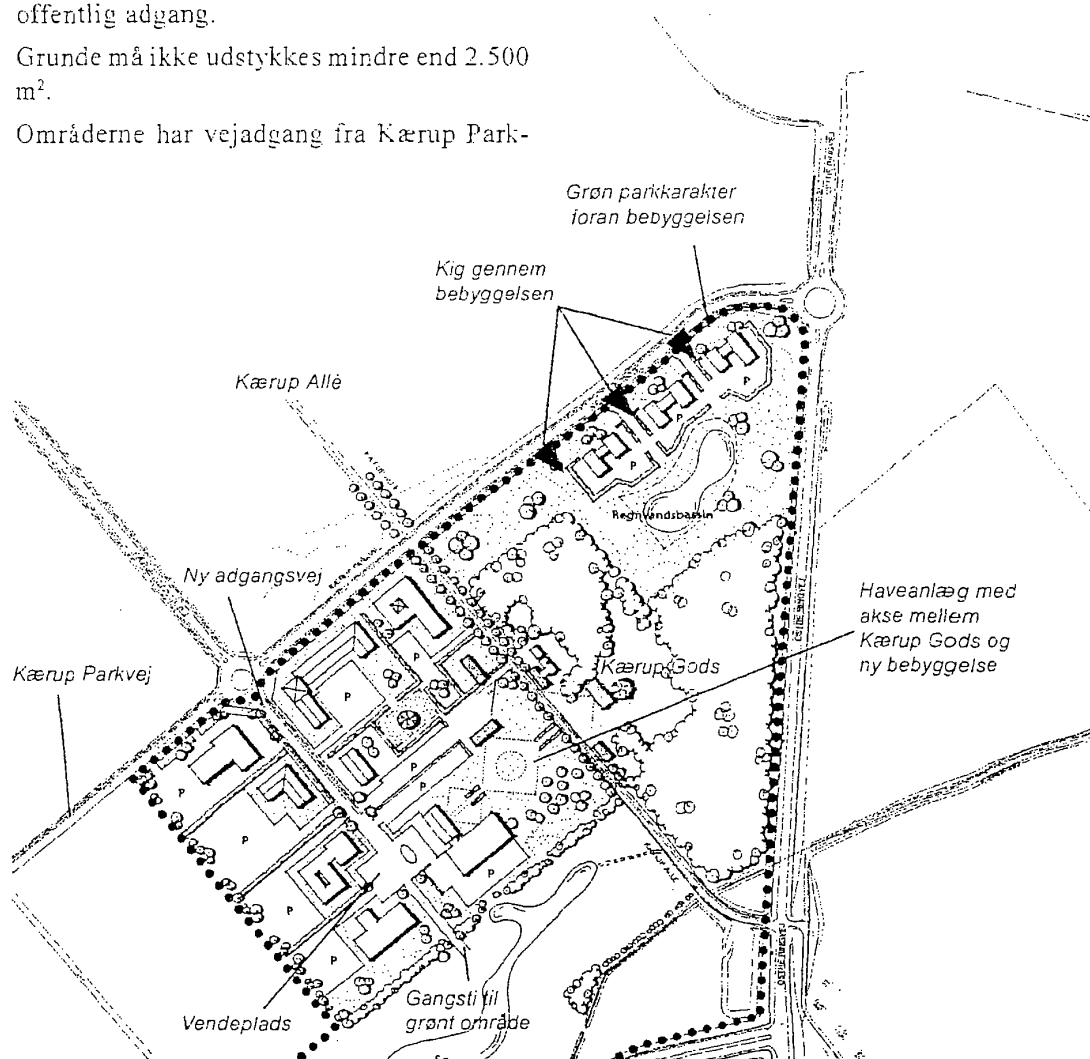 offentlig adgang.
Grunde må ikke udstykkes mindre end 2.500
m².
Områderne har vejadgang fra Kærup Park-
Grøn parkkarakter
foran bebyggelsen
Kig gennem
bebyggelsen
Kærup Allè
Regnvandsbassin
Ny adgangsvej
Haveanlæg med
akse mellem
Kærup Gods og
ny bebyggelse
Kærup Gods
Kærup Parkvej
P
P
P
P
P
P
P
P
P
P
P
Vendeplads
Gangsti til
grønt område